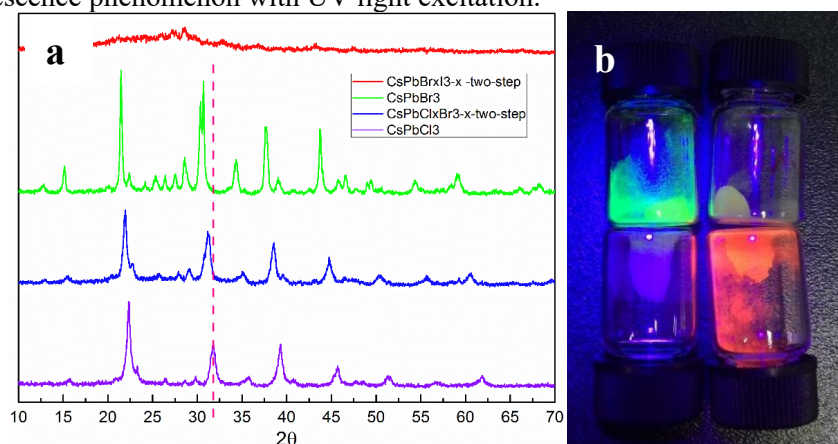 escence phenomenon with UV light excitation.
a
CsPbBrxI3-x -two-step
CsPbBr3
CsPbClxBr3-x-two-step
CsPbCl3
10 15 20 25 30 35 40 45 50 55 60 65 70
2θ
b